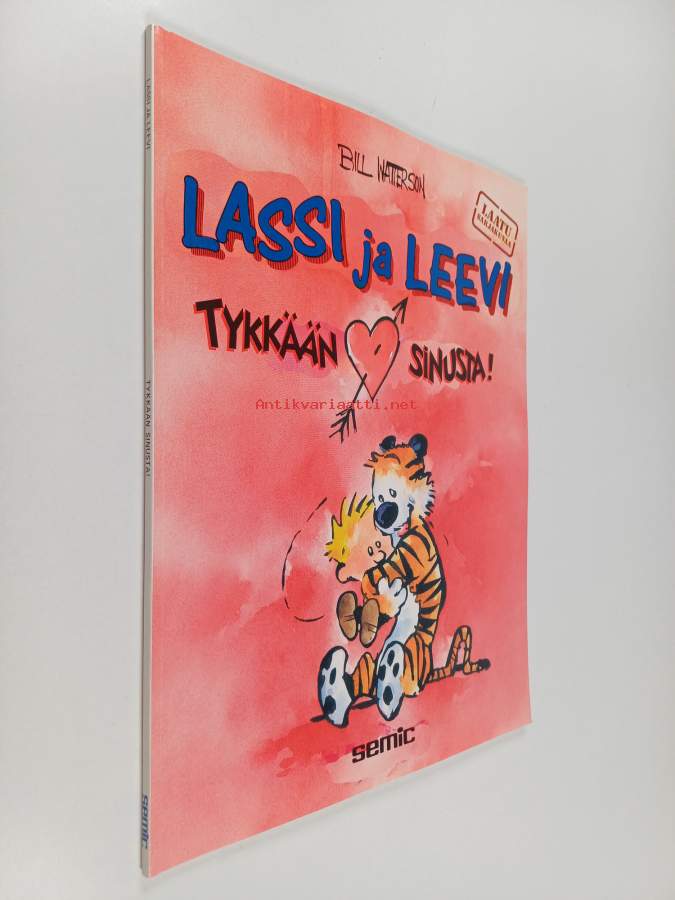 BILL WATTERSON
LASSI ja LEEVI
LAATU
SARJAKUVAA
TYKKÄÄN SINUSTA!
Antikvariaatti.net
semic
LASSI JA LEEVI
TYKKÄÄN SINUSTA!
semic